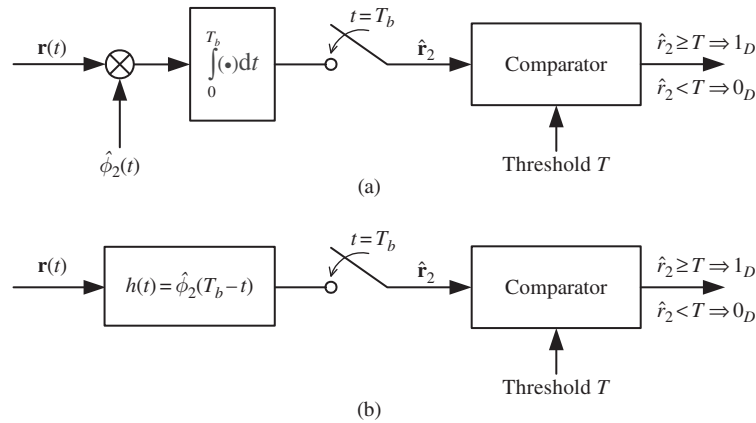 r(t)
∫₀^{T_b} (•)dt
t = T_b
r̂₂
Comparator
r̂₂ ≥ T ⇒ 1_D
r̂₂ < T ⇒ 0_D
φ̂₂(t)
Threshold T
(a)
r(t)
h(t) = φ̂₂(T_b − t)
t = T_b
r̂₂
Comparator
r̂₂ ≥ T ⇒ 1_D
r̂₂ < T ⇒ 0_D
Threshold T
(b)